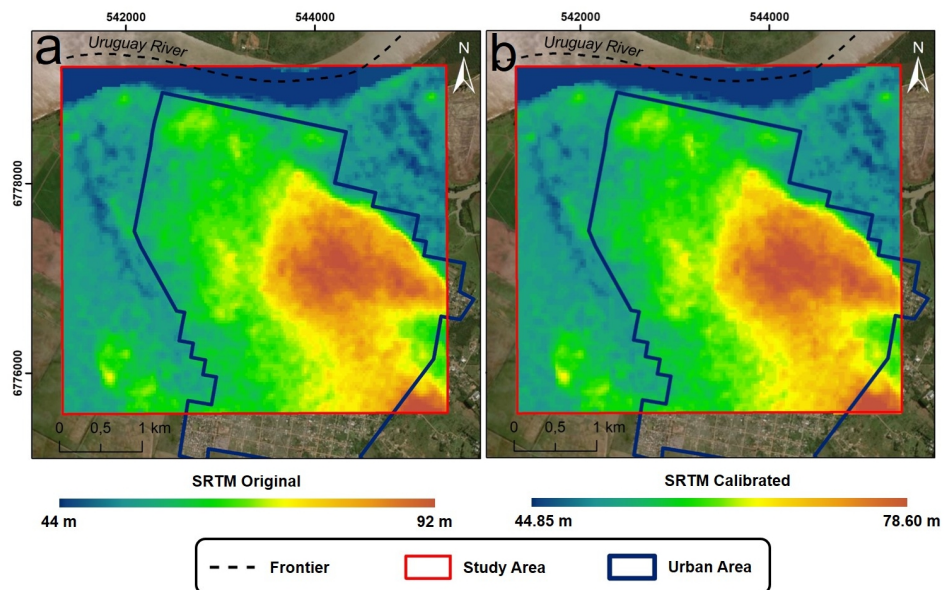 542000 544000 542000 544000
a Uruguay River N b Uruguay River N
6778000
6776000
0 0,5 1 km 0 0,5 1 km
SRTM Original SRTM Calibrated
44 m 92 m 44.85 m 78.60 m
Frontier Study Area Urban Area